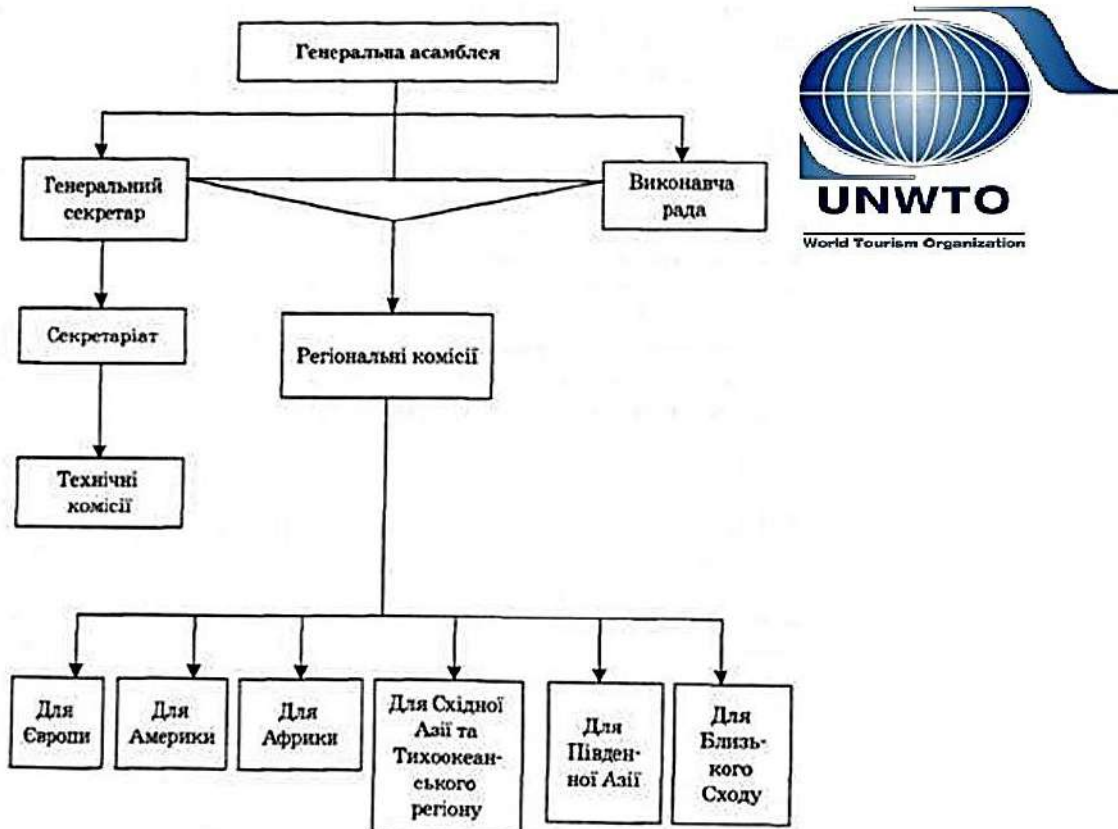 Генеральна асамблея
UNWTO
World Tourism Organization
Генеральний
секретар
Виконавча
рада
Секретаріат
Регіональні комісії
Технічні
комісії
Для
Європи
Для
Америки
Для
Африки
Для Східної
Азії та
Тихоокеан-
ського
регіону
Для
Півден-
ної Азії
Для
Близь-
кого
Сходу